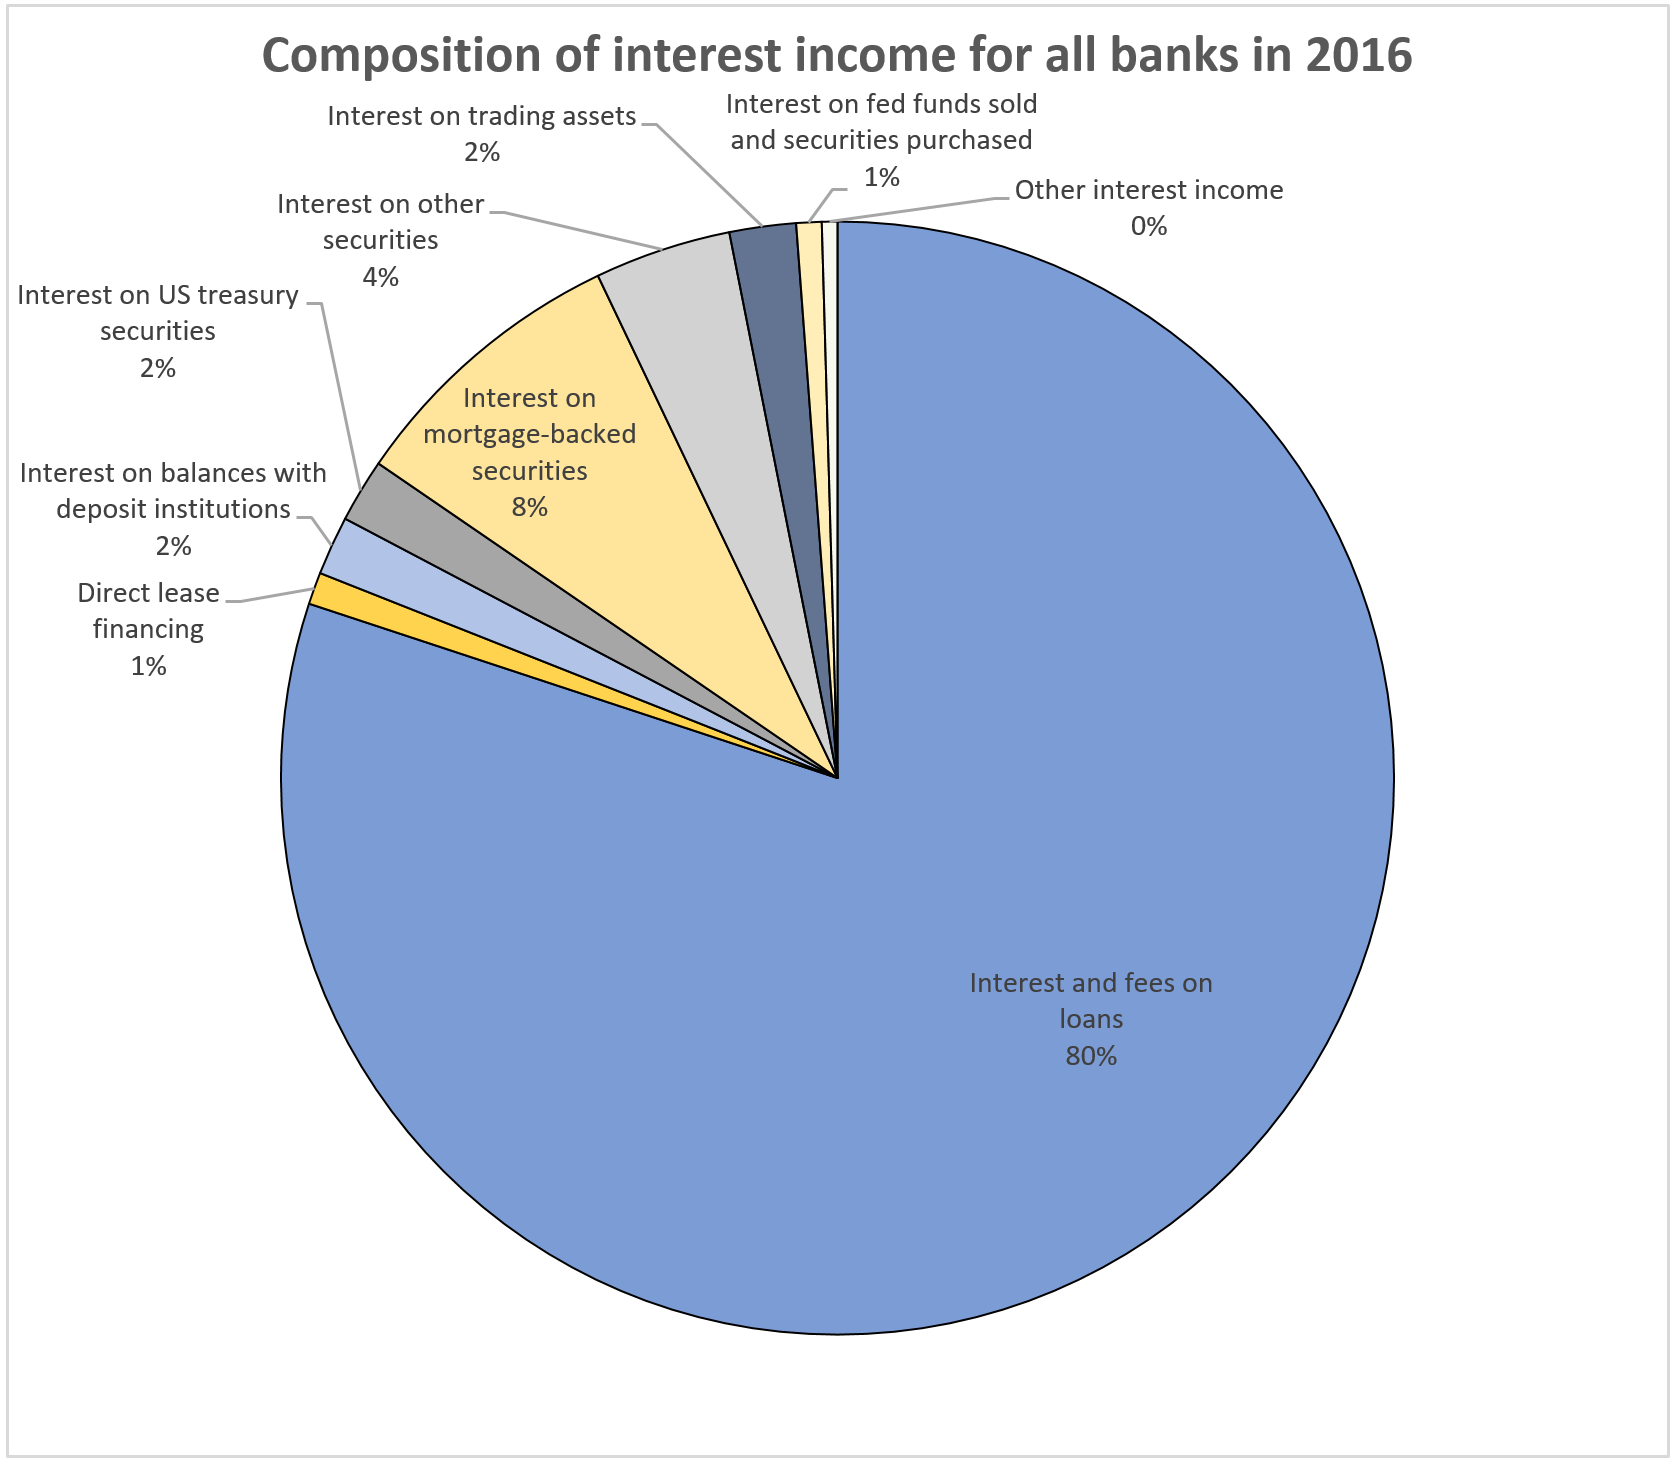 Composition of interest income for all banks in 2016
Interest on trading assets
2%
Interest on fed funds sold
and securities purchased
1%
Other interest income
0%
Interest on other
securities
4%
Interest on US treasury
securities
2%
Interest on
mortgage-backed
securities
8%
Interest on balances with
deposit institutions
2%
Direct lease
financing
1%
Interest and fees on
loans
80%